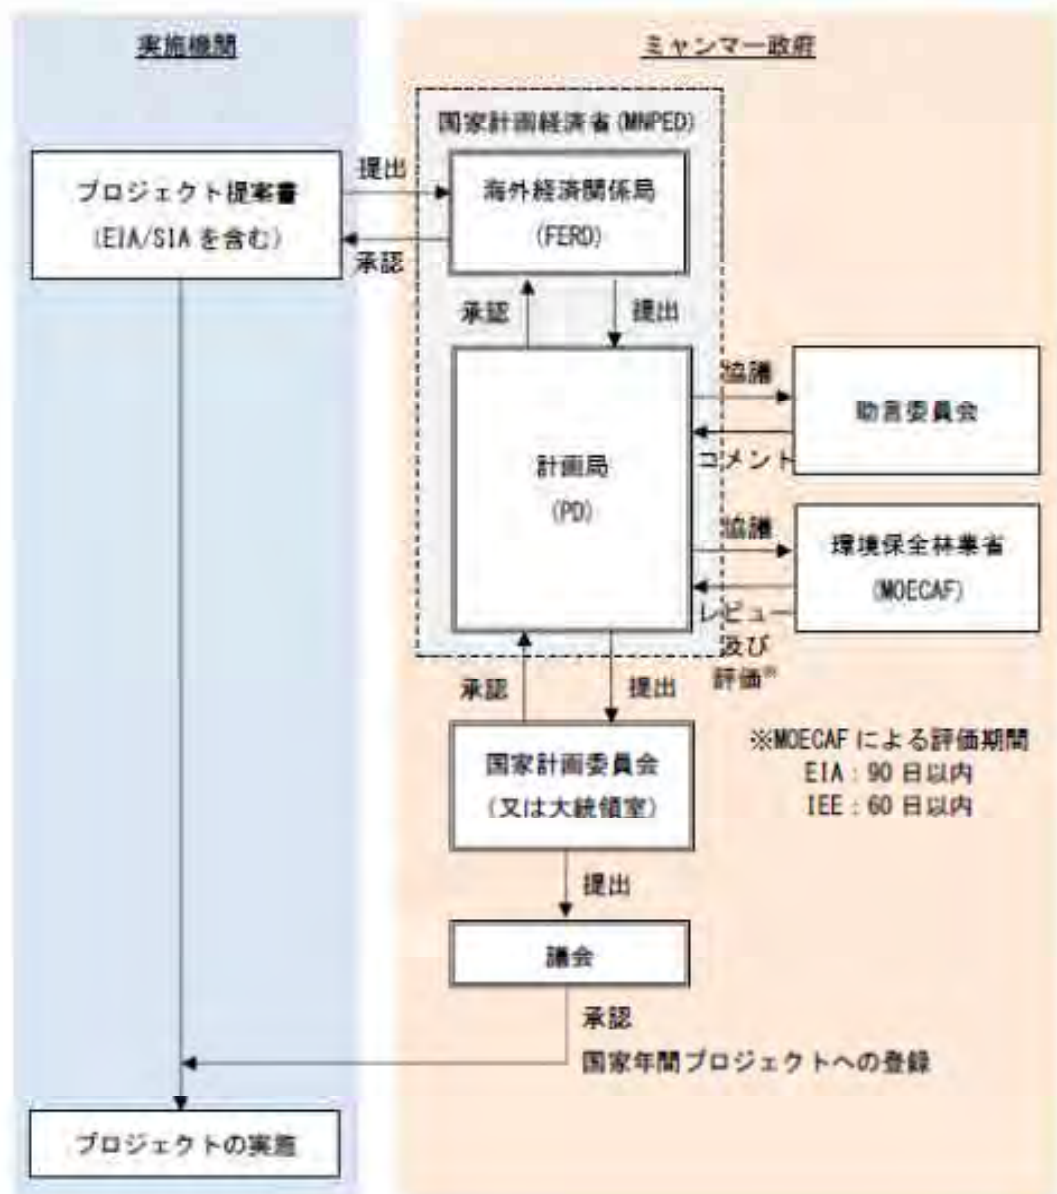 実施機関
ミャンマー政府
国家計画経済省(MNPED)
プロジェクト提案書
(EIA/SIA を含む)
提出
承認
海外経済関係局
(FERD)
承認
提出
計画局
(PD)
協議
コメント
助言委員会
協議
レビュー
及び
評価※
環境保全林業省
(MOECAF)
承認
提出
国家計画委員会
(又は大統領室)
※MOECAF による評価期間
EIA : 90 日以内
IEE : 60 日以内
提出
議会
承認
国家年間プロジェクトへの登録
プロジェクトの実施